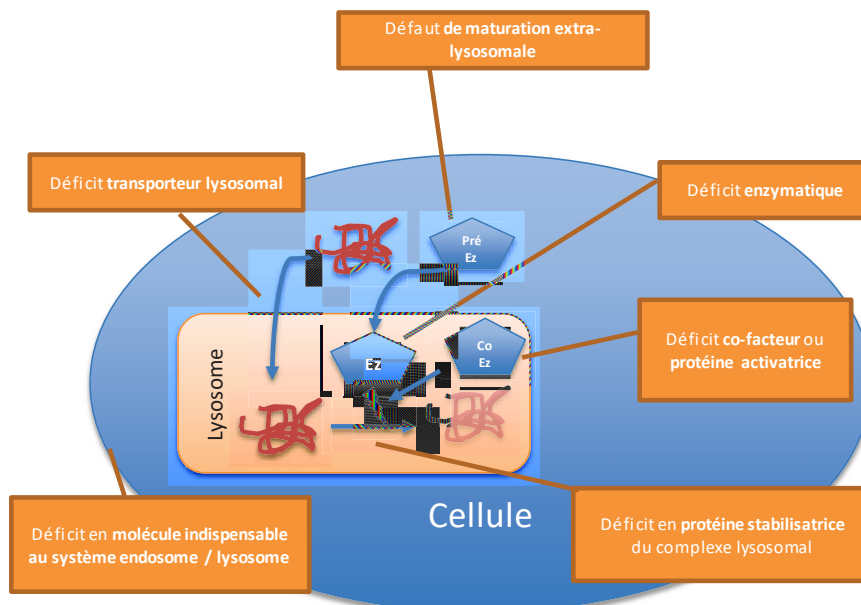 Défaut de maturation extra-
lysosomale
Déficit transporteur lysosomal
Déficit enzymatique
Pré
Ez
Déficit co-facteur ou
protéine activatrice
Ez
Co
Ez
Lysosome
Cellule
Déficit en molécule indispensable
au système endosome / lysosome
Déficit en protéine stabilisatrice
du complexe lysosomal